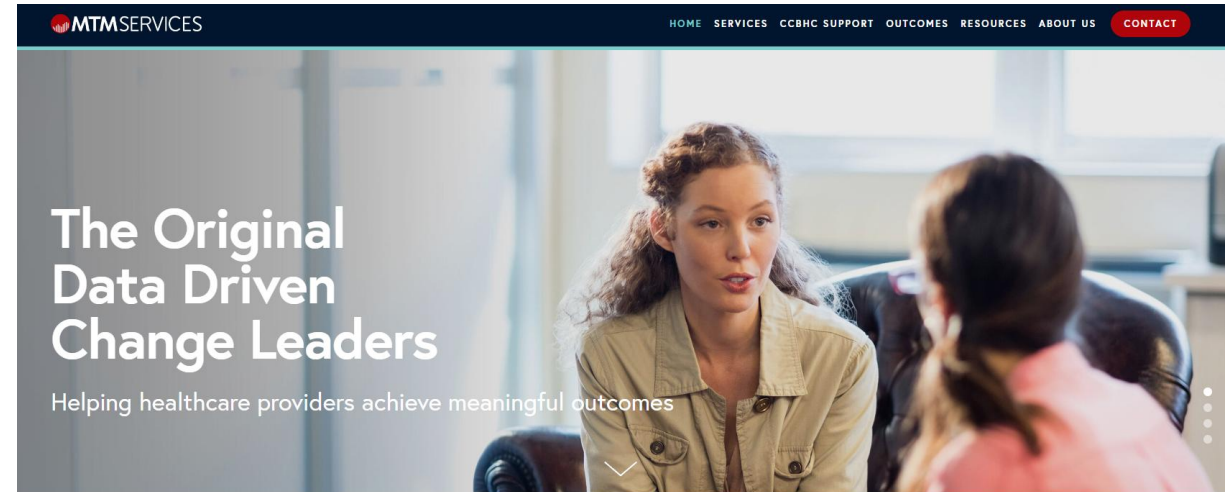 MTMSERVICES
HOME SERVICES CCBHC SUPPORT OUTCOMES RESOURCES ABOUT US CONTACT
The Original
Data Driven
Change Leaders
Helping healthcare providers achieve meaningful outcomes